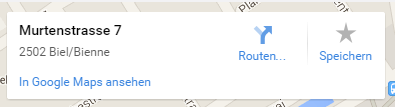 Murtenstrasse 7
2502 Biel/Bienne
Routen...
Speichern
In Google Maps ansehen